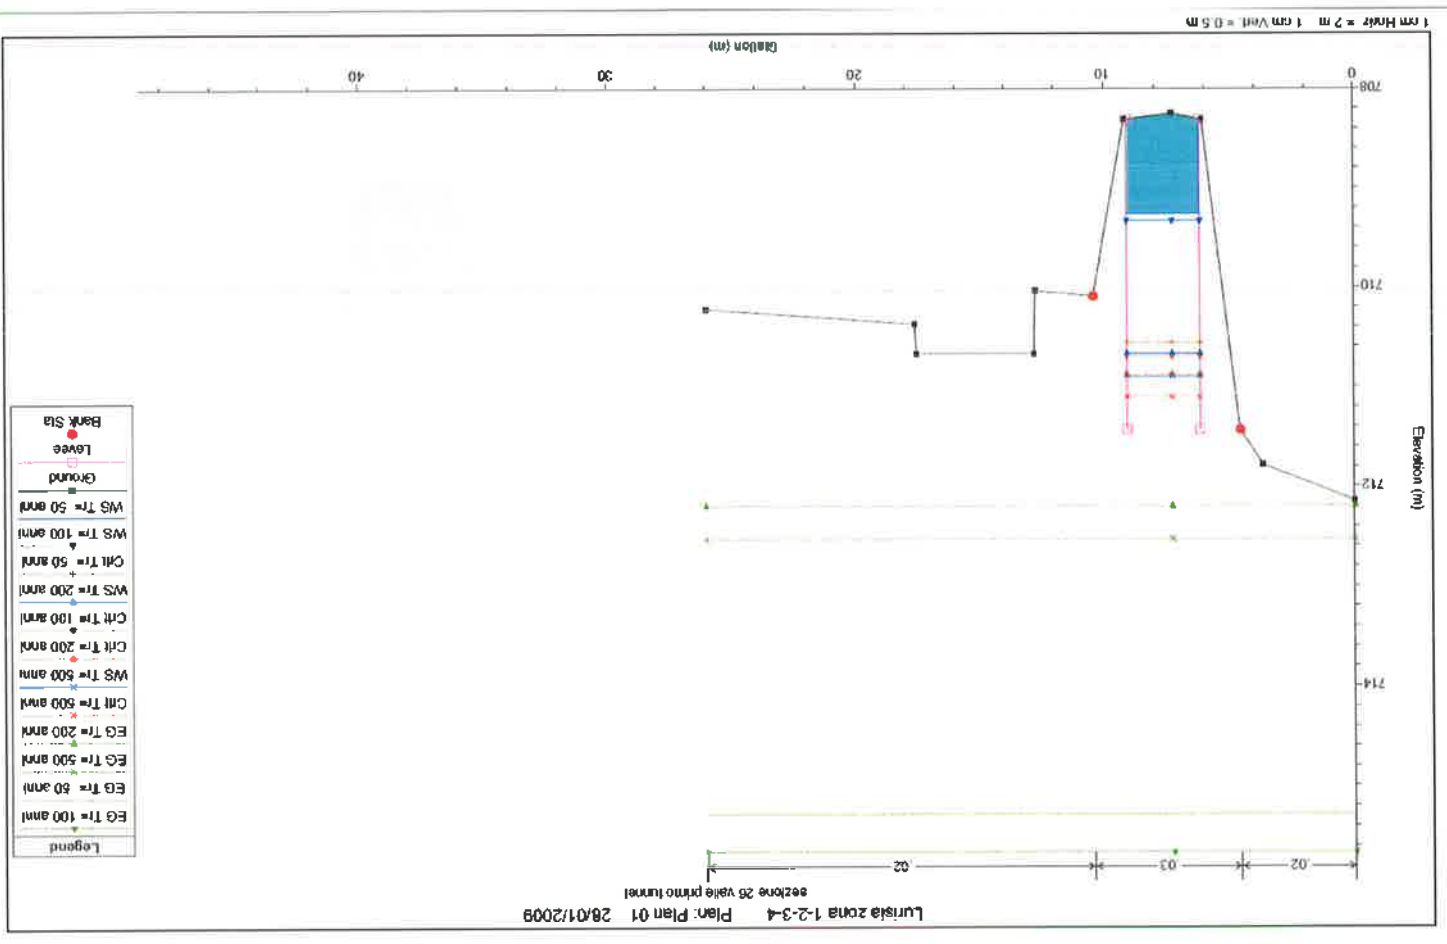 Lurisia zona 1-2-3-4 Plan: Plan 01 28/01/2009
sezione 26 valle primo tunnel
.02 .03 .02
Legend
EG Tr= 100 anni
EG Tr= 50 anni
EG Tr= 500 anni
EG Tr= 200 anni
Crit Tr= 500 anni
WS Tr= 500 anni
Crit Tr= 200 anni
Crit Tr= 100 anni
WS Tr= 200 anni
Crit Tr= 50 anni
WS Tr= 100 anni
WS Tr= 50 anni
Ground
Levee
Bank Sta
Elevation (m)
714
712
710
708
0 10 20 30 40
Station (m)
1 cm Horiz. = 2 m 1 cm Vert. = 0.5 m